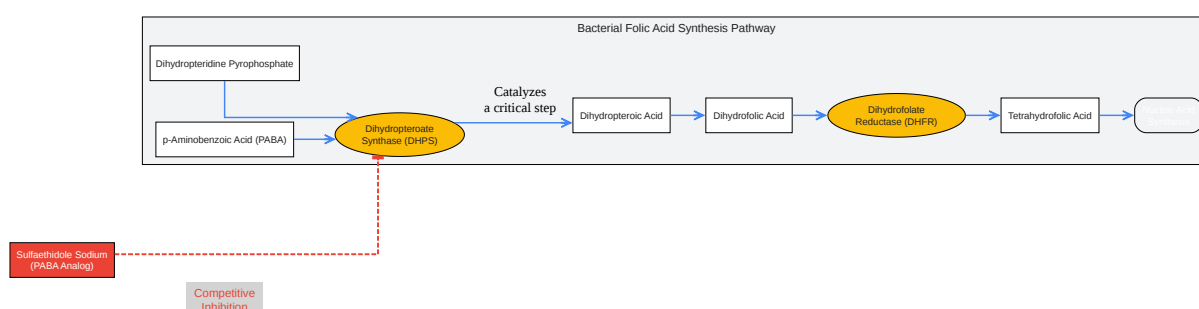 Bacterial Folic Acid Synthesis Pathway
Dihydropteridine Pyrophosphate
p-Aminobenzoic Acid (PABA)
Dihydropteroate
Synthase (DHPS)
Catalyzes
a critical step
Dihydropteroic Acid
Dihydrofolic Acid
Dihydrofolate
Reductase (DHFR)
Tetrahydrofolic Acid
Sulfaethidole Sodium
(PABA Analog)
Competitive
Inhibition